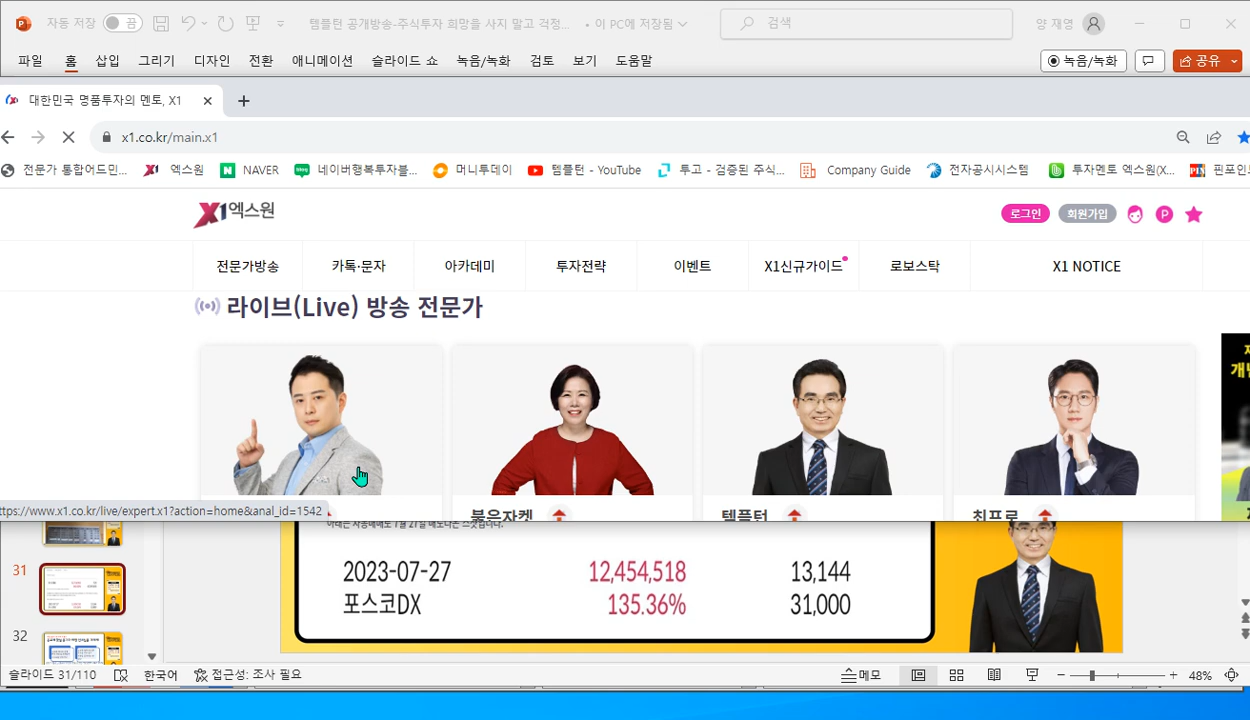 자동 저장 끔 템플턴 공개방송-주식투자 희망을 사지 말고 걱정... • 이 PC에 저장됨 검색 양 재영
파일 홈 삽입 그리기 디자인 전환 애니메이션 슬라이드 쇼 녹음/녹화 검토 보기 도움말 녹음/녹화 공유
대한민국 명품투자의 멘토, X1
x1.co.kr/main.x1
전문가 통합어드민... 엑스원 NAVER 네이버행복투자블... 머니투데이 템플턴 - YouTube 투고 - 검증된 주식... Company Guide 전자공시시스템 투자멘토 엑스원(X... 핀포인트
X1엑스원 로그인 회원가입
전문가방송 카톡·문자 아카데미 투자전략 이벤트 X1신규가이드 로보스탁 X1 NOTICE
라이브(Live) 방송 전문가
ttps://www.x1.co.kr/live/expert.x1?action=home&anal_id=1542
붉은자켓 템플턴 최프로
2023-07-27 12,454,518 13,144
포스코DX 135.36% 31,000
31
32
슬라이드 31/110 한국어 접근성: 조사 필요 메모 48%